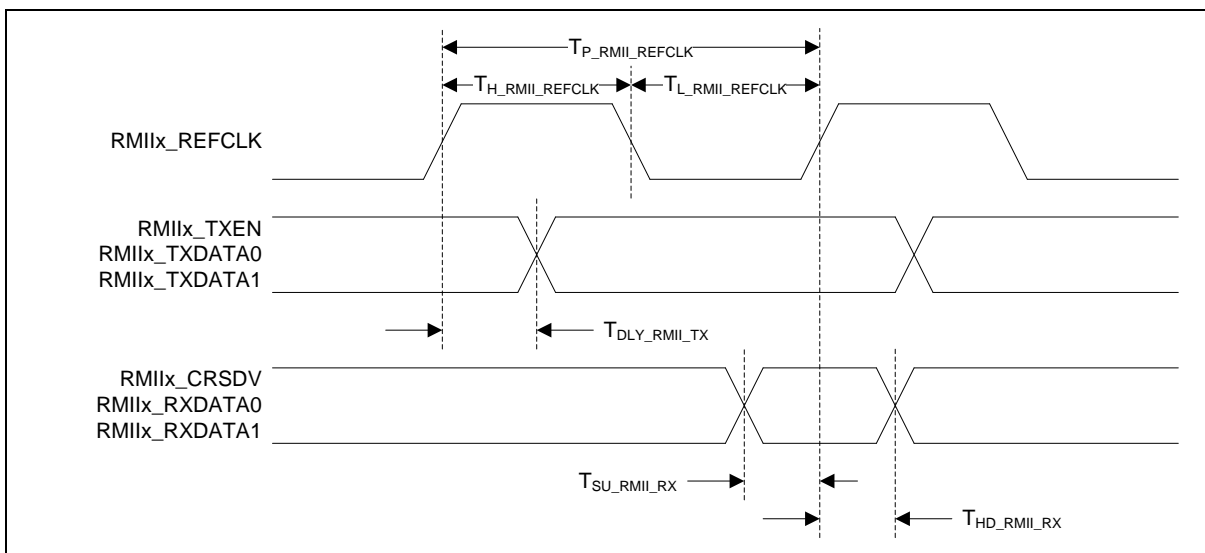 T_P_RMII_REFCLK
T_H_RMII_REFCLK T_L_RMII_REFCLK
RMIIx_REFCLK
RMIIx_TXEN
RMIIx_TXDATA0
RMIIx_TXDATA1
T_DLY_RMII_TX
RMIIx_CRSDV
RMIIx_RXDATA0
RMIIx_RXDATA1
T_SU_RMII_RX
T_HD_RMII_RX